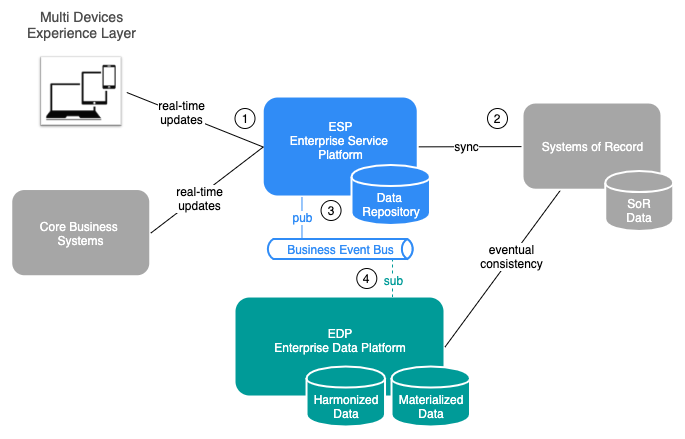 Multi Devices
Experience Layer
real-time
updates
1
ESP
Enterprise Service
Platform
2
sync
Systems of Record
Data
Repository
SoR
Data
real-time
updates
Core Business
Systems
pub
3
Business Event Bus
eventual
consistency
4
sub
EDP
Enterprise Data Platform
Harmonized
Data
Materialized
Data